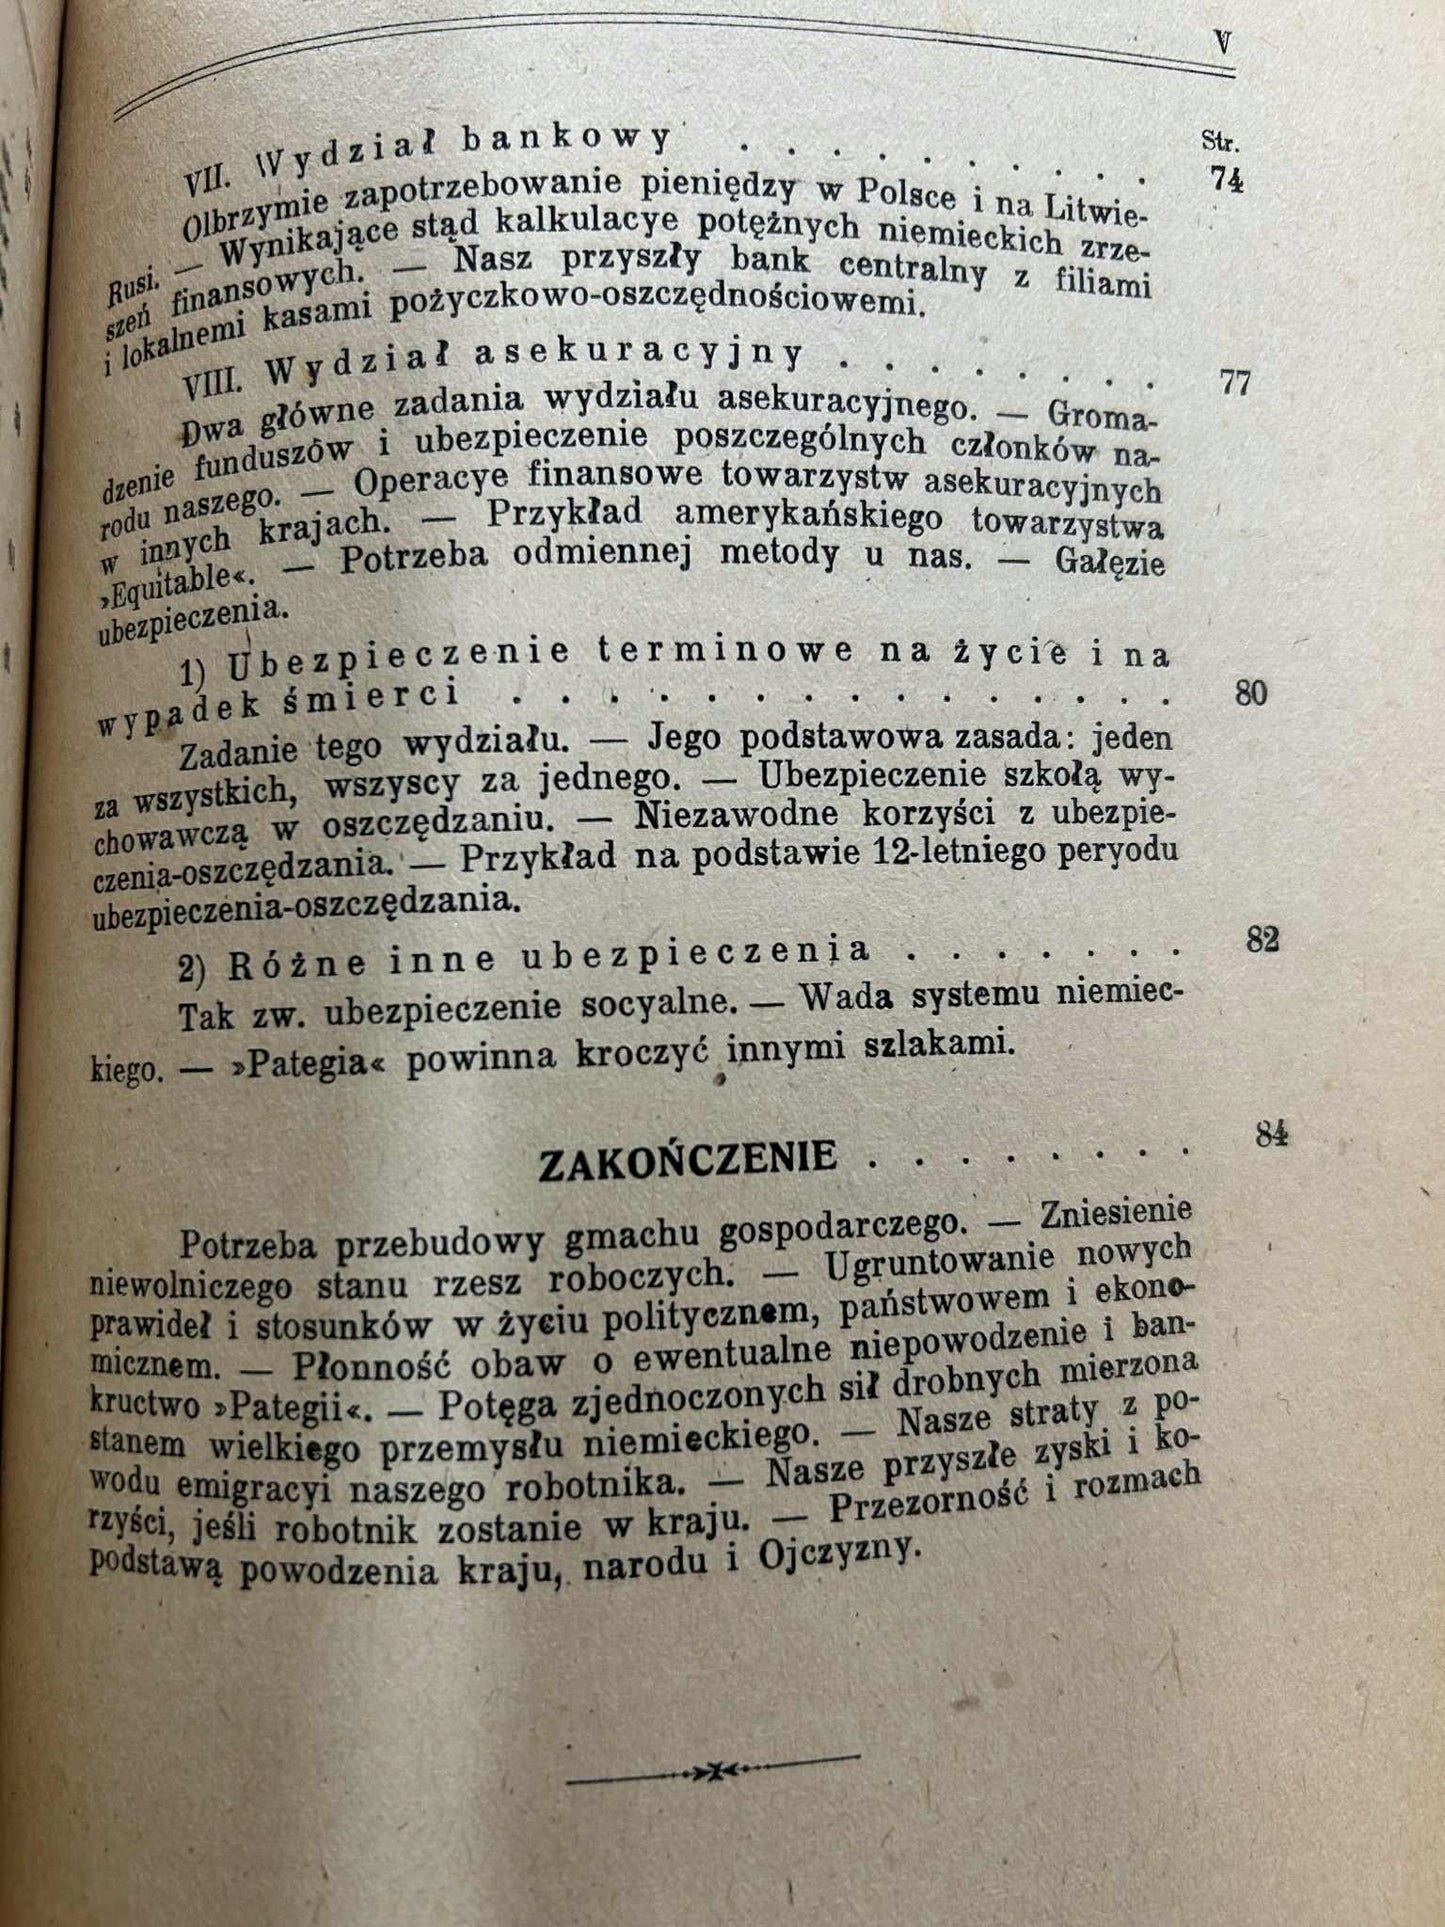 V
Str.
VII. Wydział bankowy . . . . . . . . . . 74
Olbrzymie zapotrzebowanie pieniędzy w Polsce i na Litwie-
Rusi. — Wynikające stąd kalkulacye potężnych niemieckich zrze-
szeń finansowych. — Nasz przyszły bank centralny z filiami
i lokalnemi kasami pożyczkowo-oszczędnościowemi.
VIII. Wydział asekuracyjny . . . . . . . . 77
Dwa główne zadania wydziału asekuracyjnego. — Groma-
dzenie funduszów i ubezpieczenie poszczególnych członków na-
rodu naszego. — Operacye finansowe towarzystw asekuracyjnych
w innych krajach. — Przykład amerykańskiego towarzystwa
»Equitable«. — Potrzeba odmiennej metody u nas. — Gałęzie
ubezpieczenia.
1) Ubezpieczenie terminowe na życie i na
wypadek śmierci . . . . . . . . . . . . . . 80
Zadanie tego wydziału. — Jego podstawowa zasada: jeden
za wszystkich, wszyscy za jednego. — Ubezpieczenie szkołą wy-
chowawczą w oszczędzaniu. — Niezawodne korzyści z ubezpie-
czenia-oszczędzania. — Przykład na podstawie 12-letniego peryodu
ubezpieczenia-oszczędzania.
2) Różne inne ubezpieczenia . . . . . . . 82
Tak zw. ubezpieczenie socyalne. — Wada systemu niemiec-
kiego. — »Pategia« powinna kroczyć innymi szlakami.
ZAKOŃCZENIE . . . . . . . . 84
Potrzeba przebudowy gmachu gospodarczego. — Zniesienie
niewolniczego stanu rzesz roboczych. — Ugruntowanie nowych
prawideł i stosunków w życiu politycznem, państwowem i ekono-
micznem. — Płonność obaw o ewentualne niepowodzenie i ban-
kructwo »Pategii«. — Potęga zjednoczonych sił drobnych mierzona
stanem wielkiego przemysłu niemieckiego. — Nasze straty z po-
wodu emigracyi naszego robotnika. — Nasze przyszłe zyski i ko-
rzyści, jeśli robotnik zostanie w kraju. — Przezorność i rozmach
podstawą powodzenia kraju, narodu i Ojczyzny.